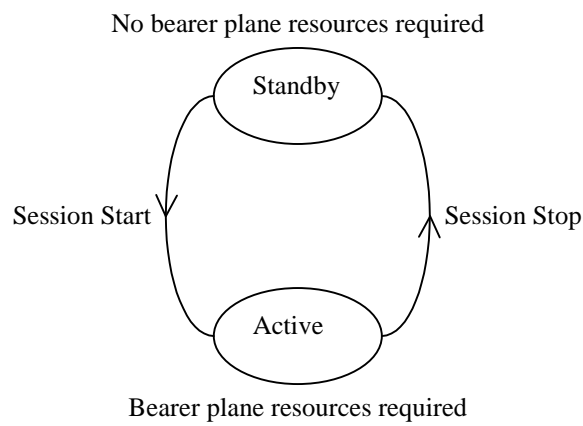 No bearer plane resources required
Standby
Session Start
Session Stop
Active
Bearer plane resources required